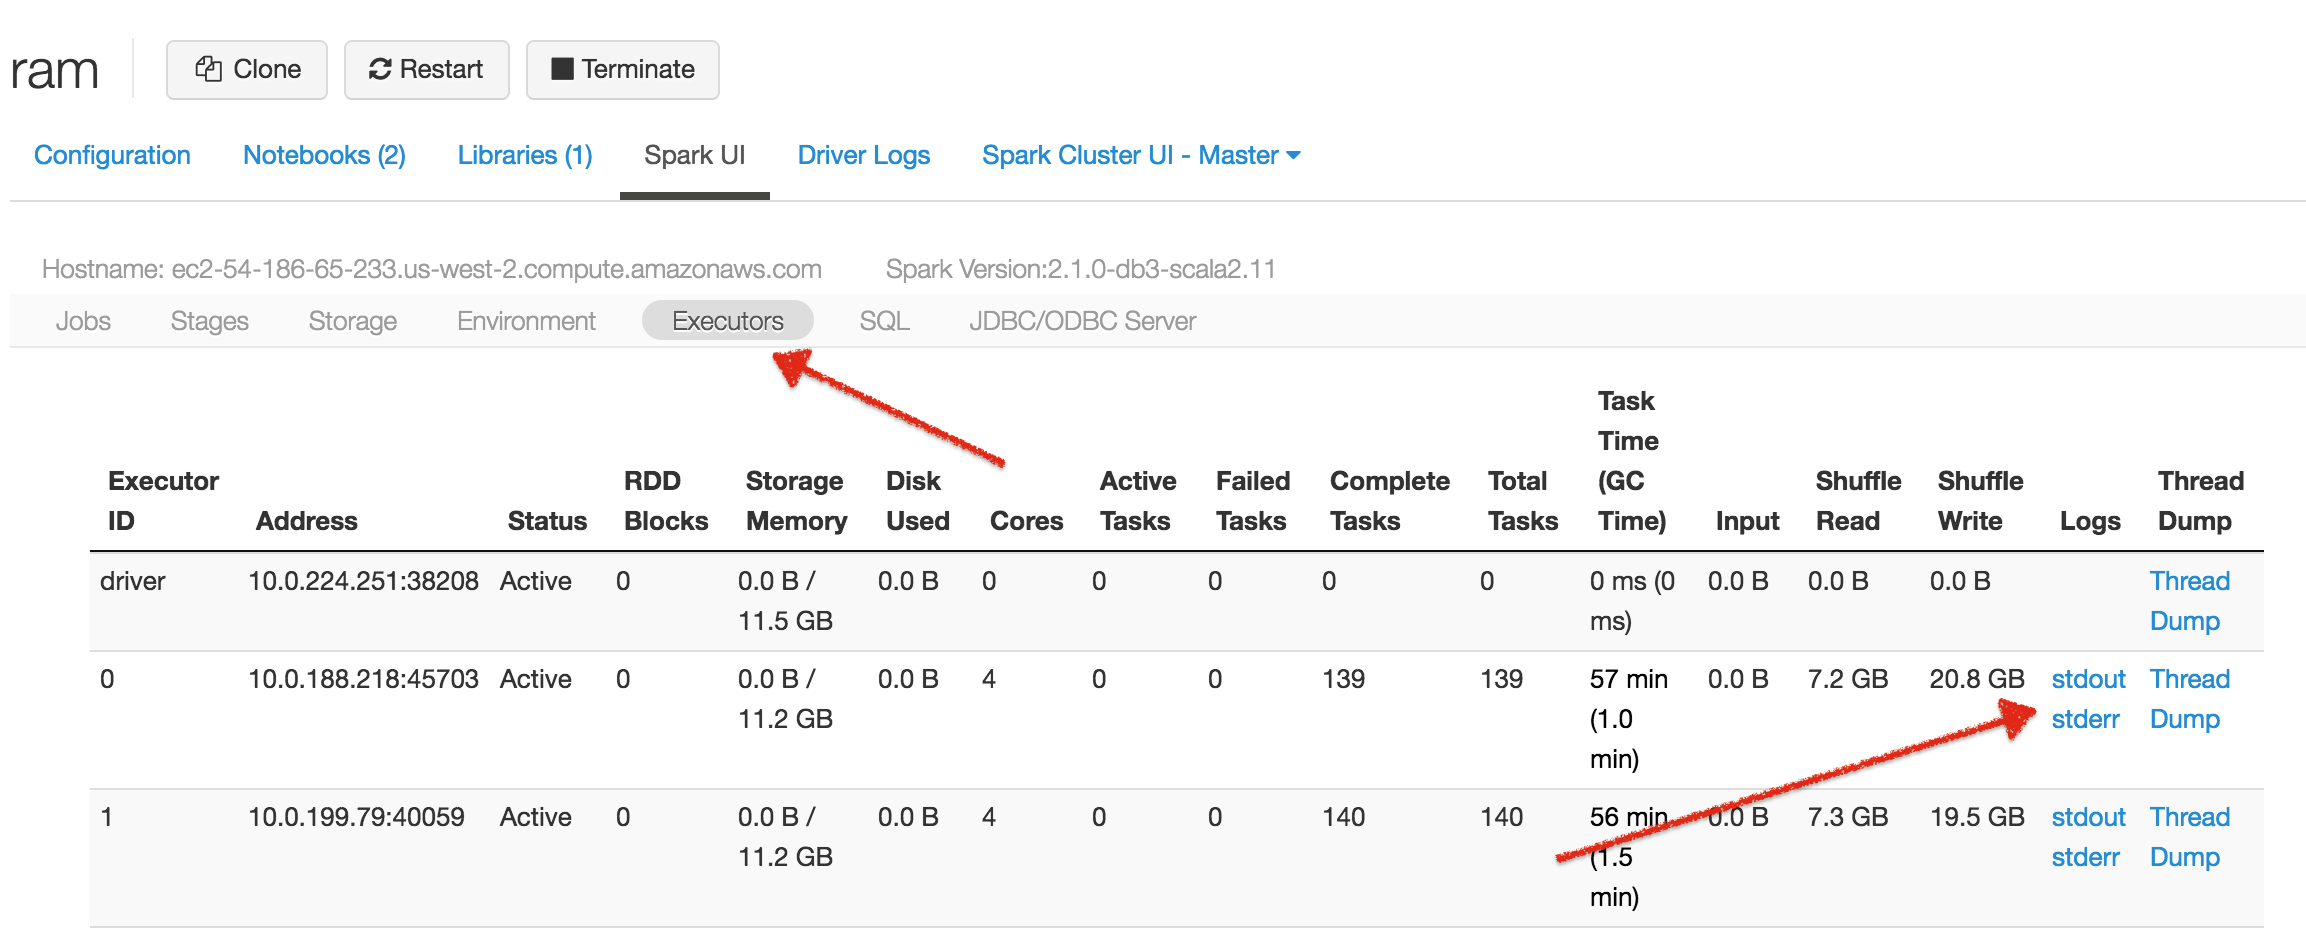 ram Clone Restart Terminate
Configuration Notebooks (2) Libraries (1) Spark UI Driver Logs Spark Cluster UI - Master
Hostname: ec2-54-186-65-233.us-west-2.compute.amazonaws.com Spark Version:2.1.0-db3-scala2.11
Jobs Stages Storage Environment Executors SQL JDBC/ODBC Server
Task
Time
Executor RDD Storage Disk Active Failed Complete Total (GC Shuffle Shuffle Thread
ID Address Status Blocks Memory Used Cores Tasks Tasks Tasks Tasks Time) Input Read Write Logs Dump
driver 10.0.224.251:38208 Active 0 0.0 B / 0.0 B 0 0 0 0 0 0 ms (0 0.0 B 0.0 B 0.0 B Thread
11.5 GB ms) Dump
0 10.0.188.218:45703 Active 0 0.0 B / 0.0 B 4 0 0 139 139 57 min 0.0 B 7.2 GB 20.8 GB stdout Thread
11.2 GB (1.0 stderr Dump
min)
1 10.0.199.79:40059 Active 0 0.0 B / 0.0 B 4 0 0 140 140 56 min 0.0 B 7.3 GB 19.5 GB stdout Thread
11.2 GB (1.5 stderr Dump
min)